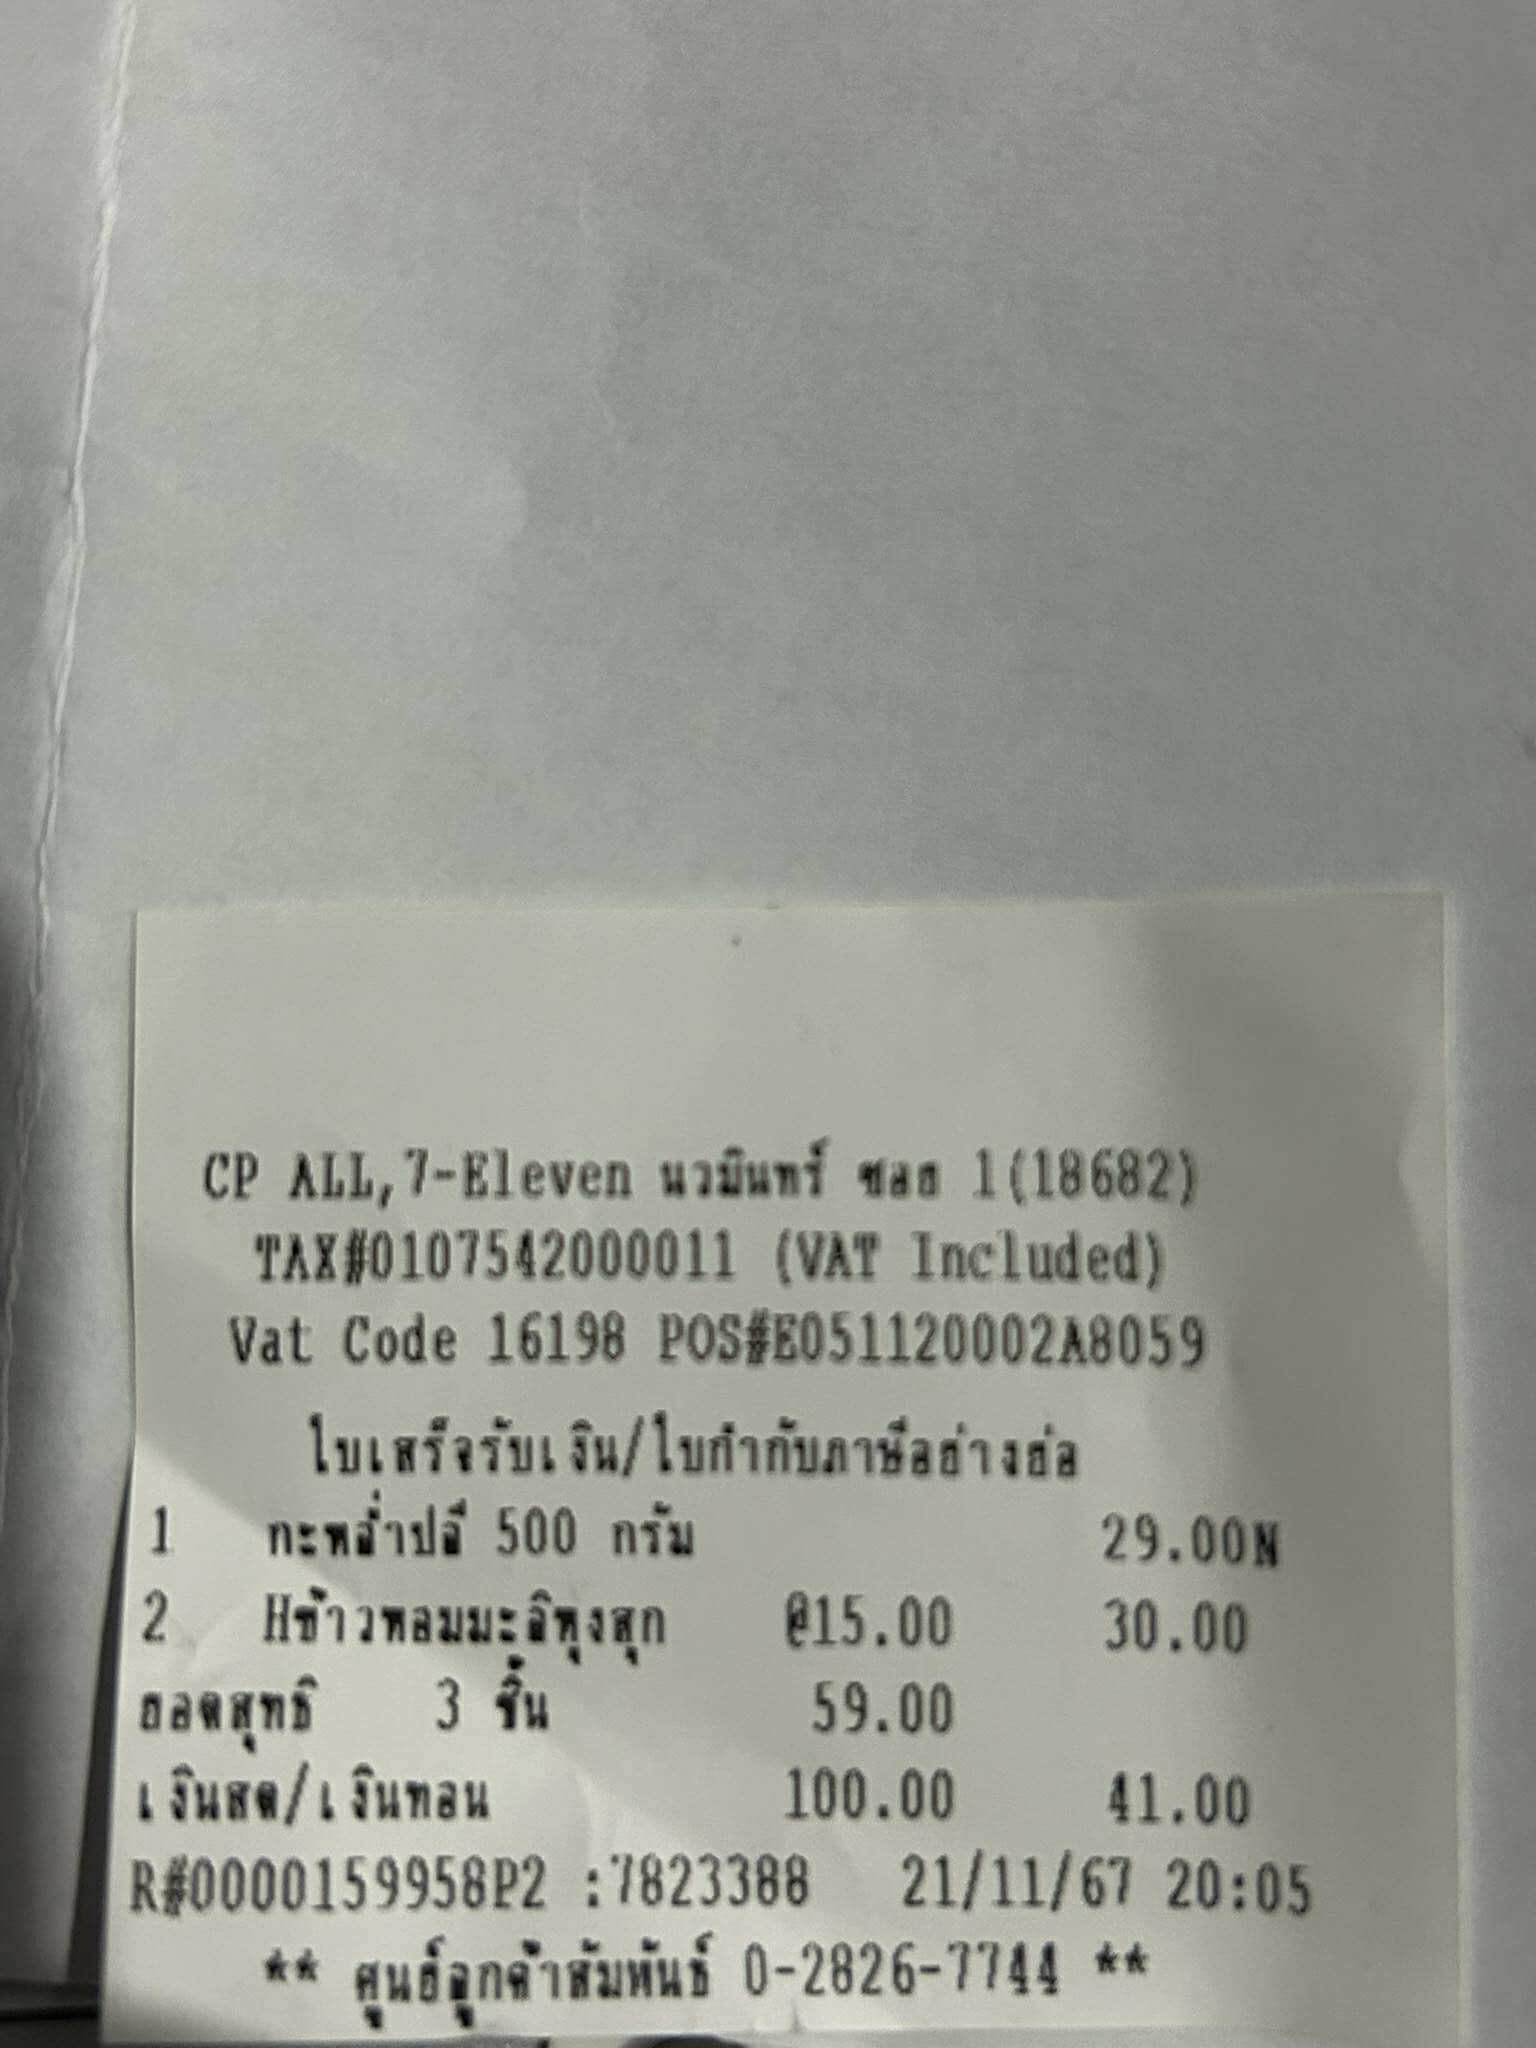 CP ALL,7-Eleven นวมินทร์ ซอย 1(18682)
TAX#0107542000011 (VAT Included)
Vat Code 16198 POS#E051120002A8059
ใบเสร็จรับเงิน/ใบกำกับภาษีอย่างย่อ
1 กะหล่ำปลี 500 กรัม 29.00N
2 Hข้าวหอมมะลิหุงสุก @15.00 30.00
ยอดสุทธิ 3 ชิ้น 59.00
เงินสด/เงินทอน 100.00 41.00
R#0000159958P2 :7823388 21/11/67 20:05
** ศูนย์ลูกค้าสัมพันธ์ 0-2826-7744 **